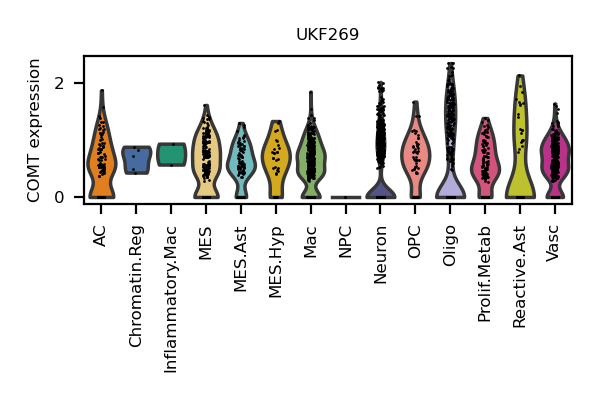 UKF269
COMT expression
2
0
AC
Chromatin.Reg
Inflammatory.Mac
MES
MES.Ast
MES.Hyp
Mac
NPC
Neuron
OPC
Oligo
Prolif.Metab
Reactive.Ast
Vasc